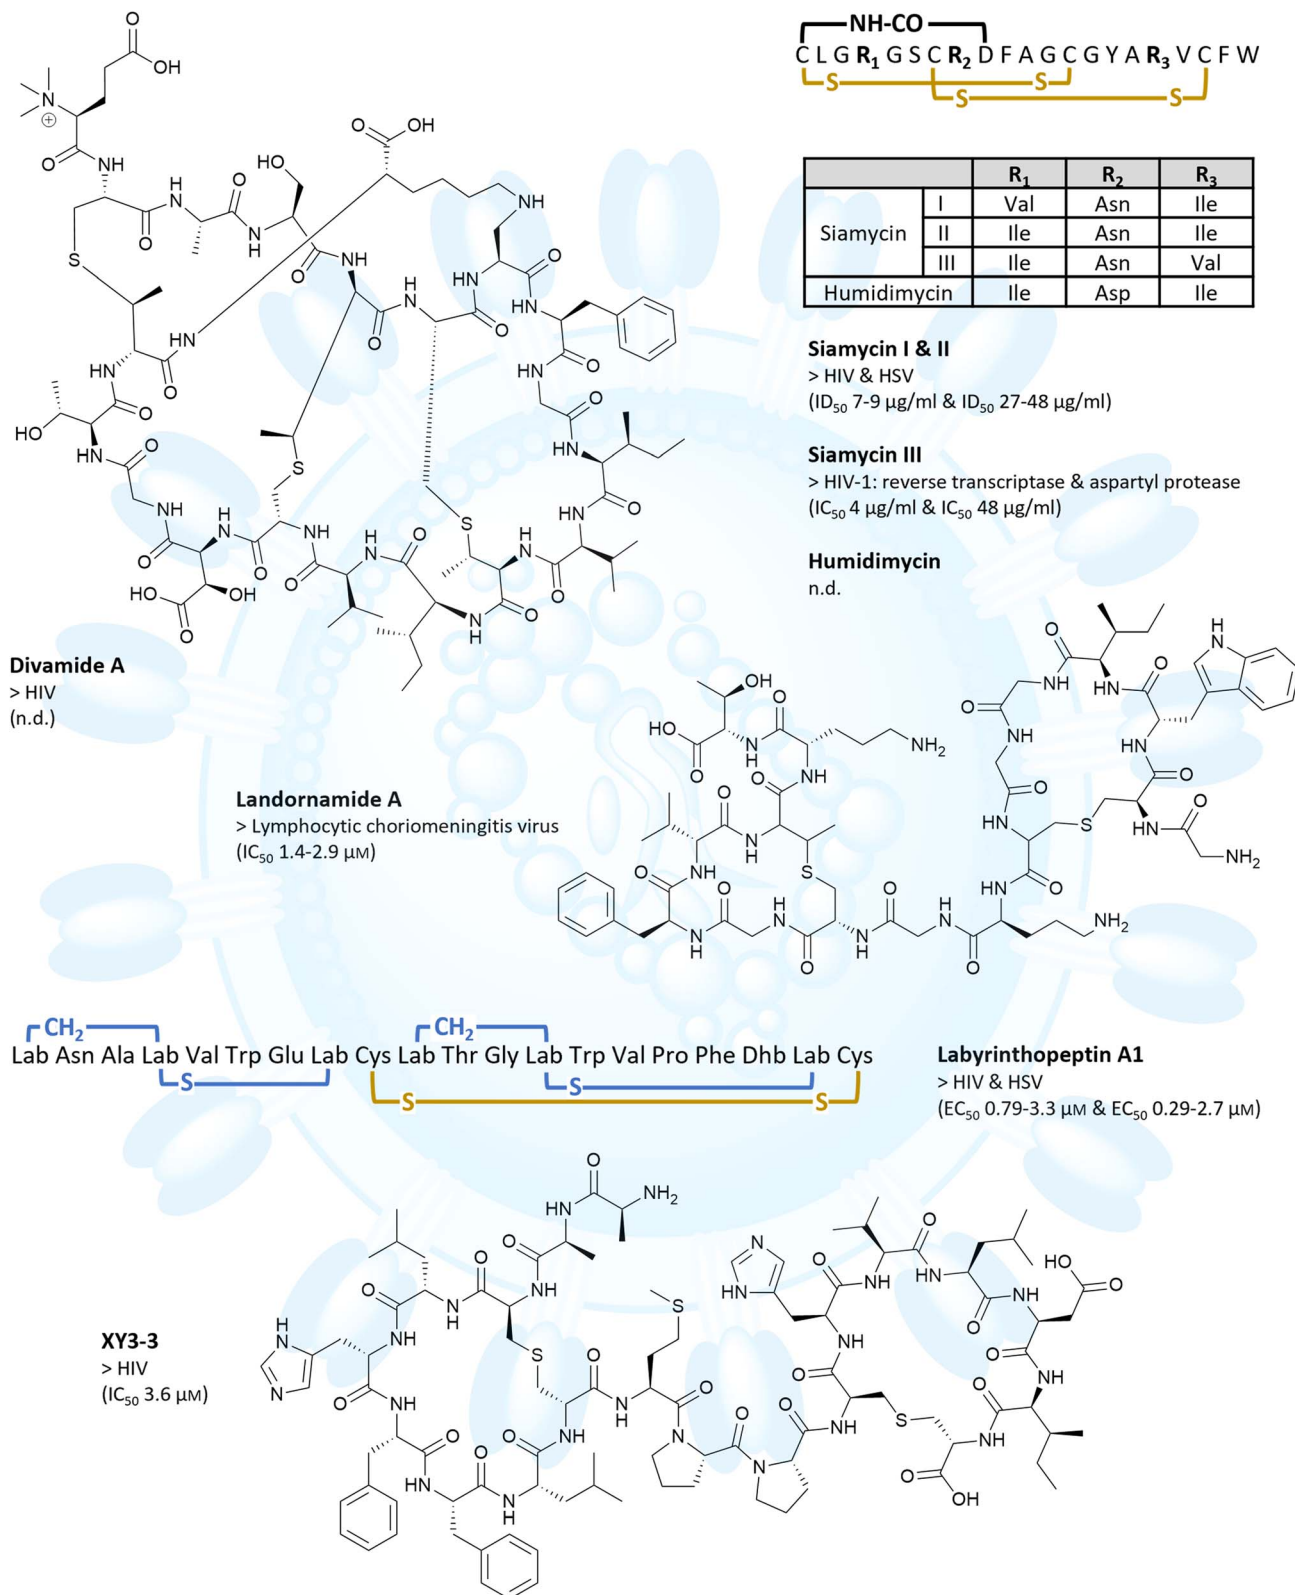 NH-CO
C L G R₁ G S C R₂ D F A G C G Y A R₃ V C F W
S S
S S
R₁ R₂ R₃
Siamycin I Val Asn Ile
II Ile Asn Ile
III Ile Asn Val
Humidimycin Ile Asp Ile
Siamycin I & II
> HIV & HSV
(ID₅₀ 7-9 µg/ml & ID₅₀ 27-48 µg/ml)
Siamycin III
> HIV-1: reverse transcriptase & aspartyl protease
(IC₅₀ 4 µg/ml & IC₅₀ 48 µg/ml)
Humidimycin
n.d.
Divamide A
> HIV
(n.d.)
Landornamide A
> Lymphocytic choriomeningitis virus
(IC₅₀ 1.4-2.9 µM)
CH₂ CH₂
Lab Asn Ala Lab Val Trp Glu Lab Cys Lab Thr Gly Lab Trp Val Pro Phe Dhb Lab Cys
S S
S S
Labyrinthopeptin A1
> HIV & HSV
(EC₅₀ 0.79-3.3 µM & EC₅₀ 0.29-2.7 µM)
XY3-3
> HIV
(IC₅₀ 3.6 µM)